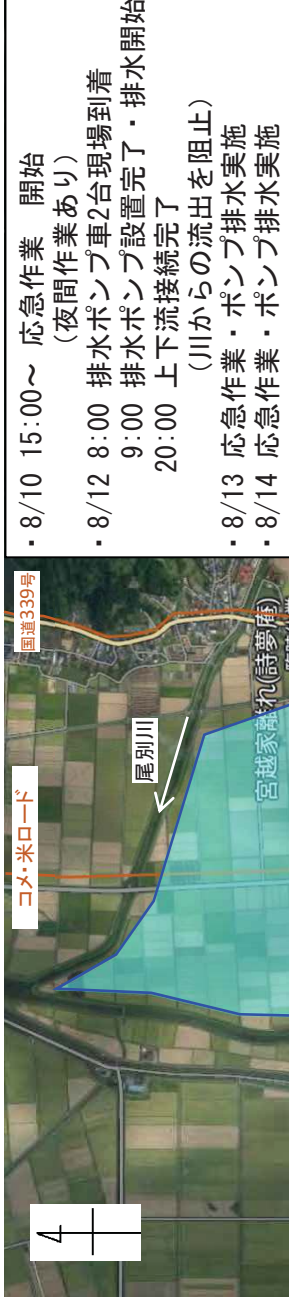 ・8/10 15:00～ 応急作業 開始
（夜間作業あり）
・8/12 8:00 排水ポンプ車2台現場到着
9:00 排水ポンプ設置完了・排水開始
20:00 上下流接続完了
（川からの流出を阻止）
・8/13 応急作業・ポンプ排水実施
・8/14 応急作業・ポンプ排水実施
国道339号
コメ・米ロード
尾別川
宮越家離れ(詩夢庵)